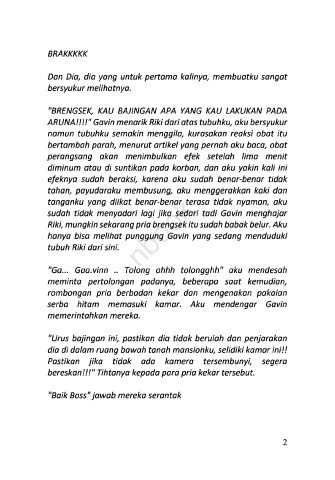 BRAKKKKK
Dan Dia, dia yang untuk pertama kalinya, membuatku sangat
bersyukur melihatnya.
"BRENGSEK, KAU BAJINGAN APA YANG KAU LAKUKAN PADA
ARUNA!!!!" Gavin menarik Riki dari atas tubuhku, aku bersyukur
namun tubuhku semakin menggila, kurasakan reaksi obat itu
bertambah parah, menurut artikel yang pernah aku baca, obat
perangsang akan menimbulkan efek setelah lima menit
diminum atau di suntikan pada korban, dan aku yakin kali ini
efeknya sudah beraksi, karena aku sudah benar-benar tidak
tahan, payudaraku membusung, aku menggerakkan kaki dan
tanganku yang diikat benar-benar terasa tidak nyaman, aku
sudah tidak menyadari lagi jika sedari tadi Gavin menghajar
Riki, mungkin sekarang pria brengsek itu sudah babak belur. Aku
hanya bisa melihat punggung Gavin yang sedang menduduki
tubuh Riki dari sini.
"Ga... Gaa.vinn .. Tolong ahhh tolongghh" aku mendesah
meminta pertolongan padanya, beberapa saat kemudian,
rombongan pria berbadan kekar dan mengenakan pakaian
serba hitam memasuki kamar. Aku mendengar Gavin
memerintahkan mereka.
"Urus bajingan ini, pastikan dia tidak berulah dan penjarakan
dia di dalam ruang bawah tanah mansionku, selidiki kamar ini!!
Pastikan jika tidak ada kamera tersembunyi, segera
bereskan!!!" Tihtanya kepada para pria kekar tersebut.
"Baik Boss" jawab mereka serantak
2